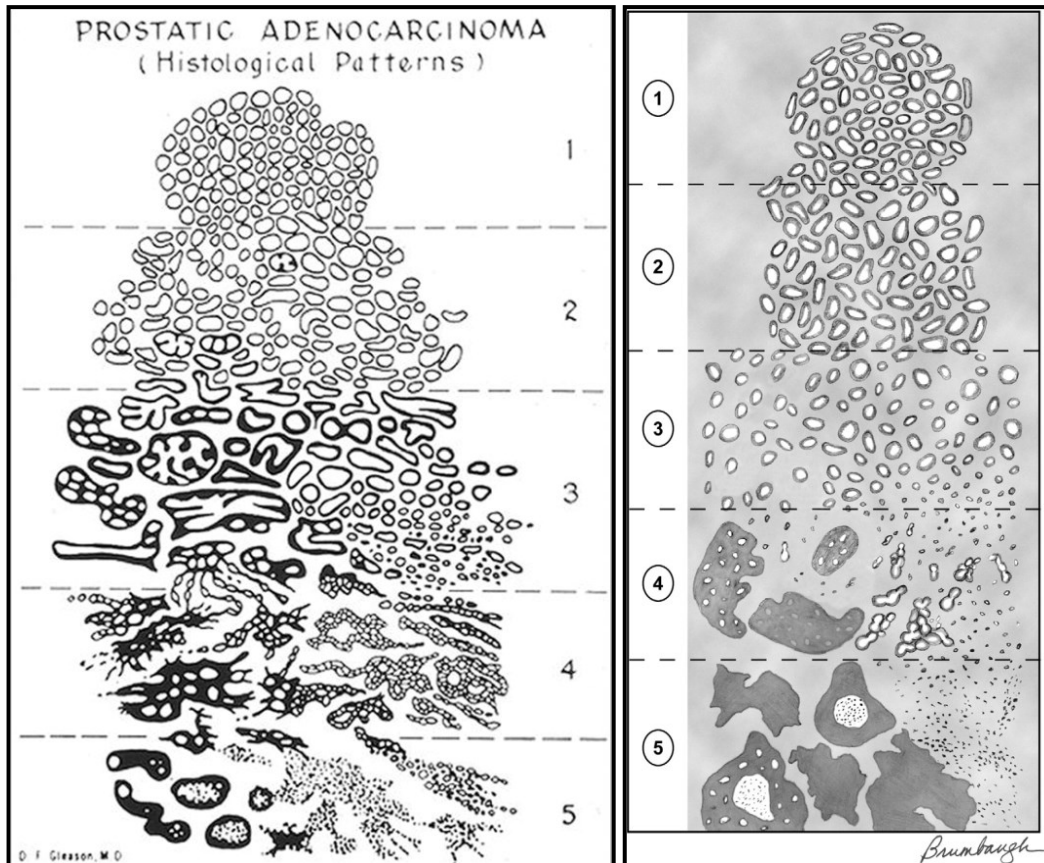 PROSTATIC ADENOCARCINOMA
( Histological Patterns )
1
2
3
4
5
D. F. Gleason, M.D.
1
2
3
4
5
Brumbaugh